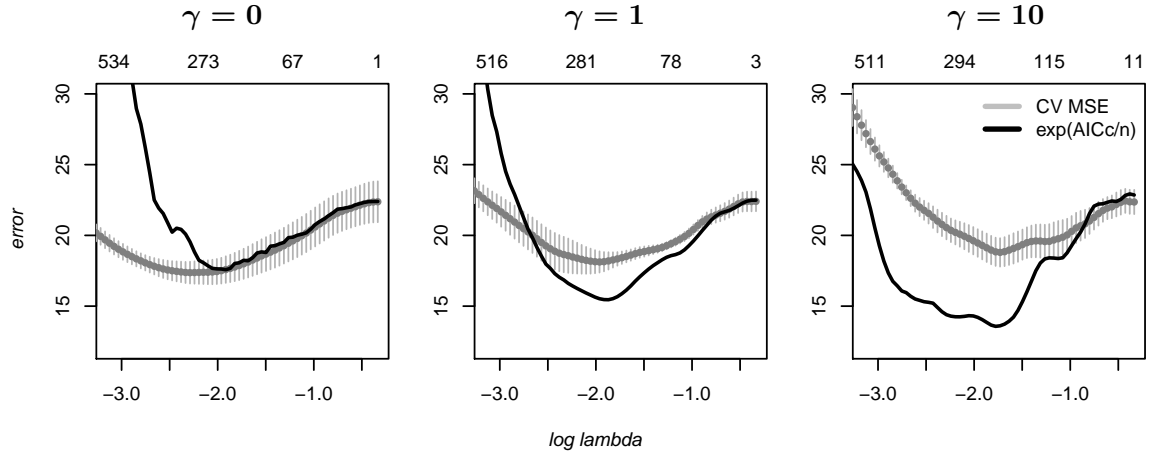 γ = 0 γ = 1 γ = 10
534 273 67 1 516 281 78 3 511 294 115 11
CV MSE
exp(AICc/n)
30 30 30
25 25 25
20 20 20
15 15 15
error
−3.0 −2.0 −1.0 −3.0 −2.0 −1.0 −3.0 −2.0 −1.0
log lambda